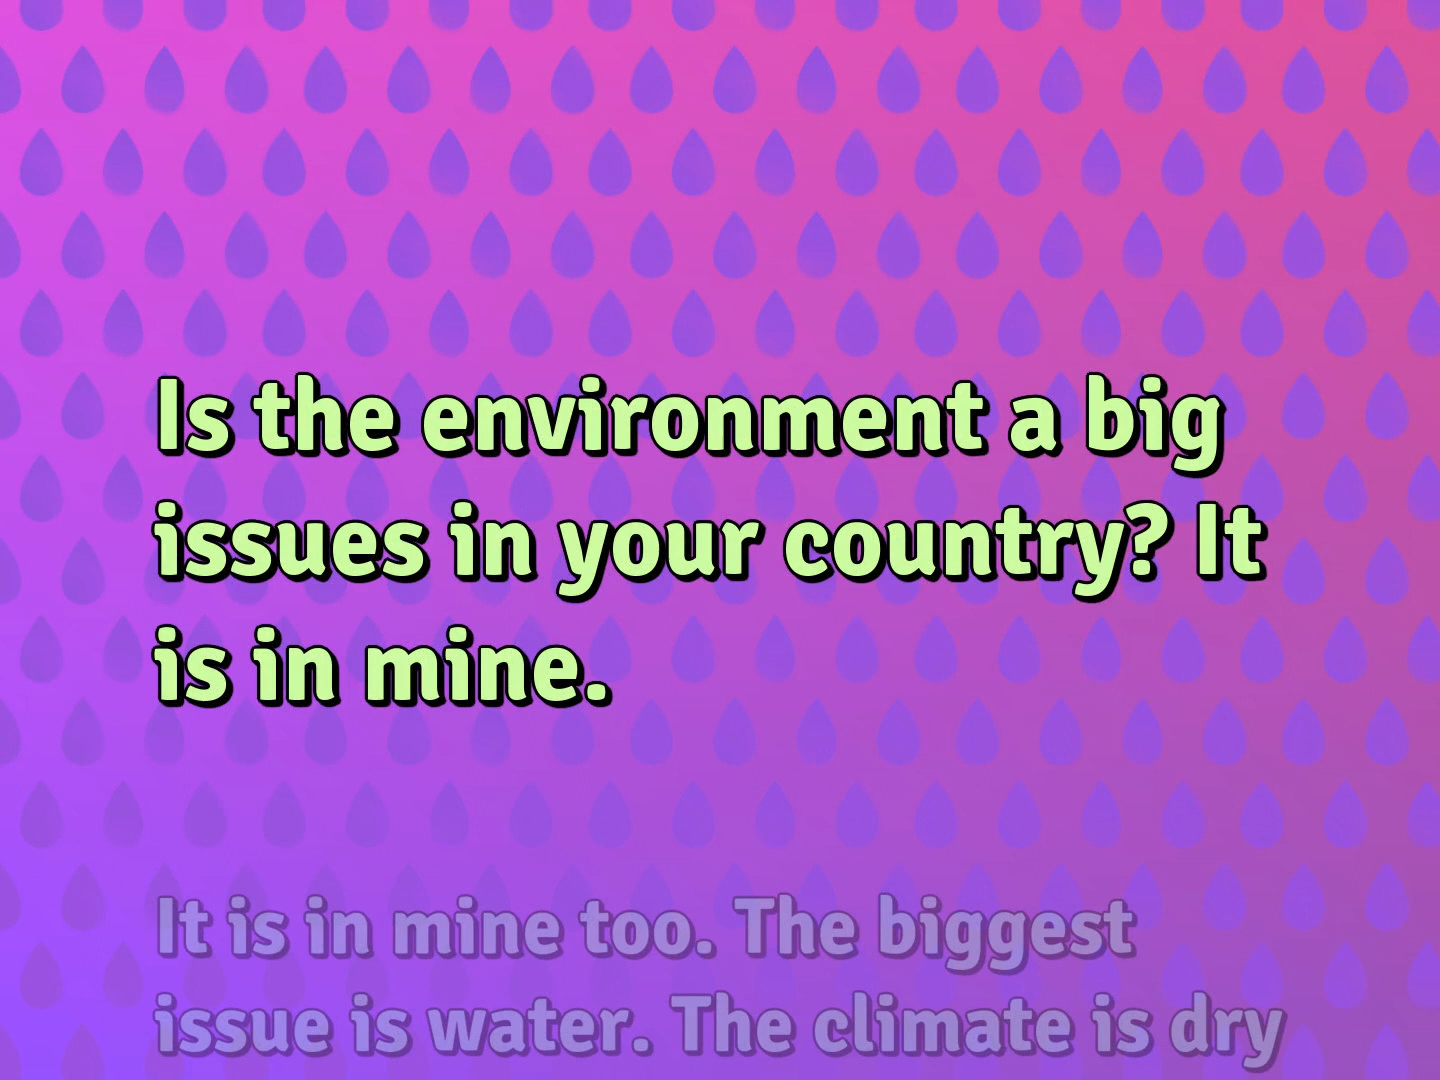 Is the environment a big
issues in your country? It
is in mine.
It is in mine too. The biggest
issue is water. The climate is dry